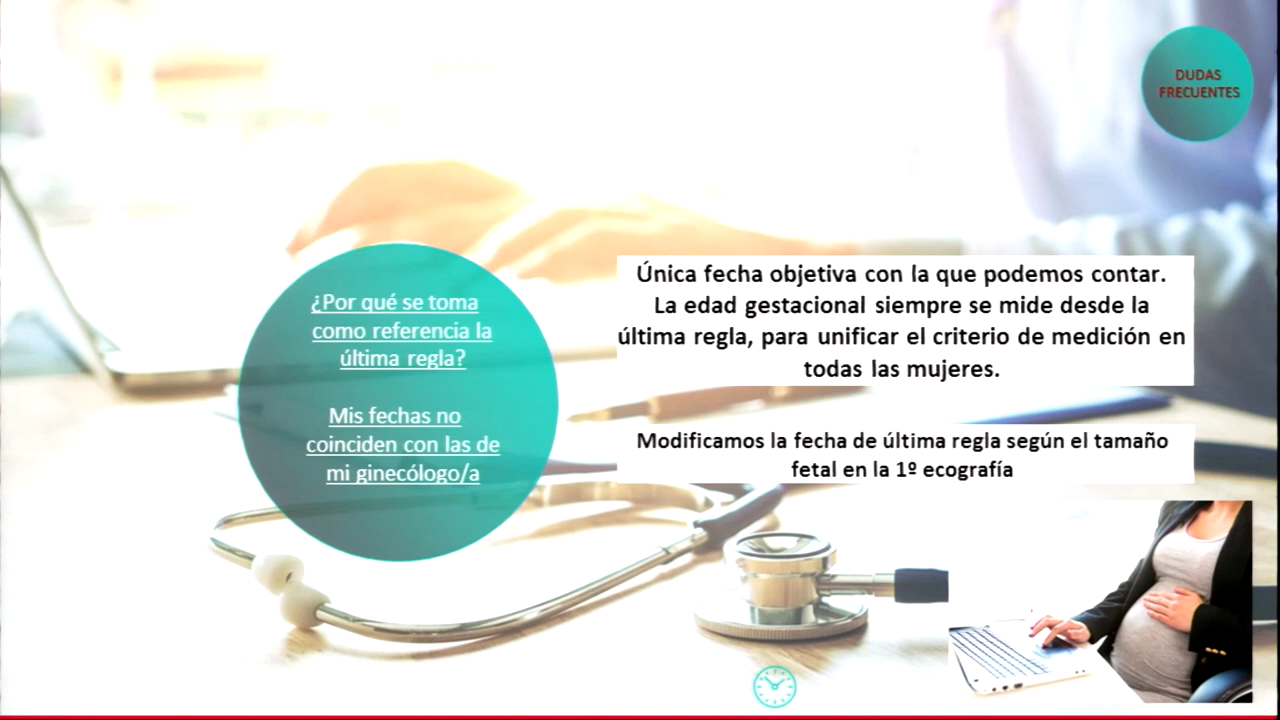 DUDAS
FRECUENTES
¿Por qué se toma
como referencia la
última regla?
Mis fechas no
coinciden con las de
mi ginecólogo/a
Única fecha objetiva con la que podemos contar.
La edad gestacional siempre se mide desde la
última regla, para unificar el criterio de medición en
todas las mujeres.
Modificamos la fecha de última regla según el tamaño
fetal en la 1º ecografía